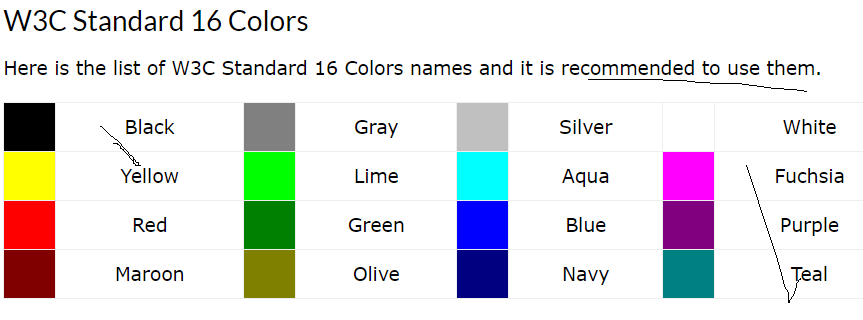 W3C Standard 16 Colors
Here is the list of W3C Standard 16 Colors names and it is recommended to use them.
Black Gray Silver White
Yellow Lime Aqua Fuchsia
Red Green Blue Purple
Maroon Olive Navy Teal